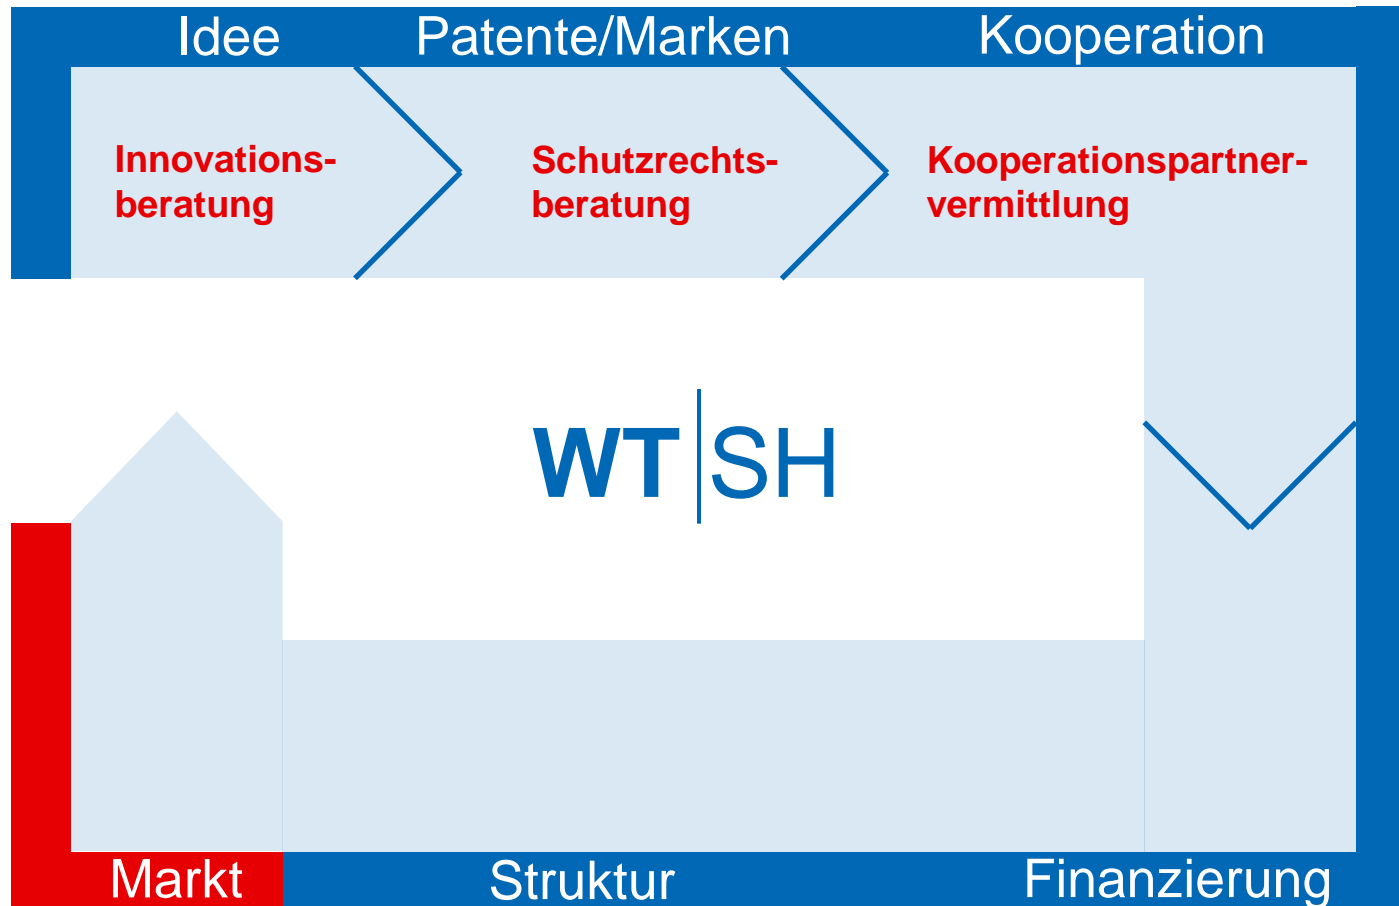 Idee Patente/Marken Kooperation
Innovations- Schutzrechts- Kooperationspartner-
beratung beratung vermittlung
WT|SH
Markt Struktur Finanzierung